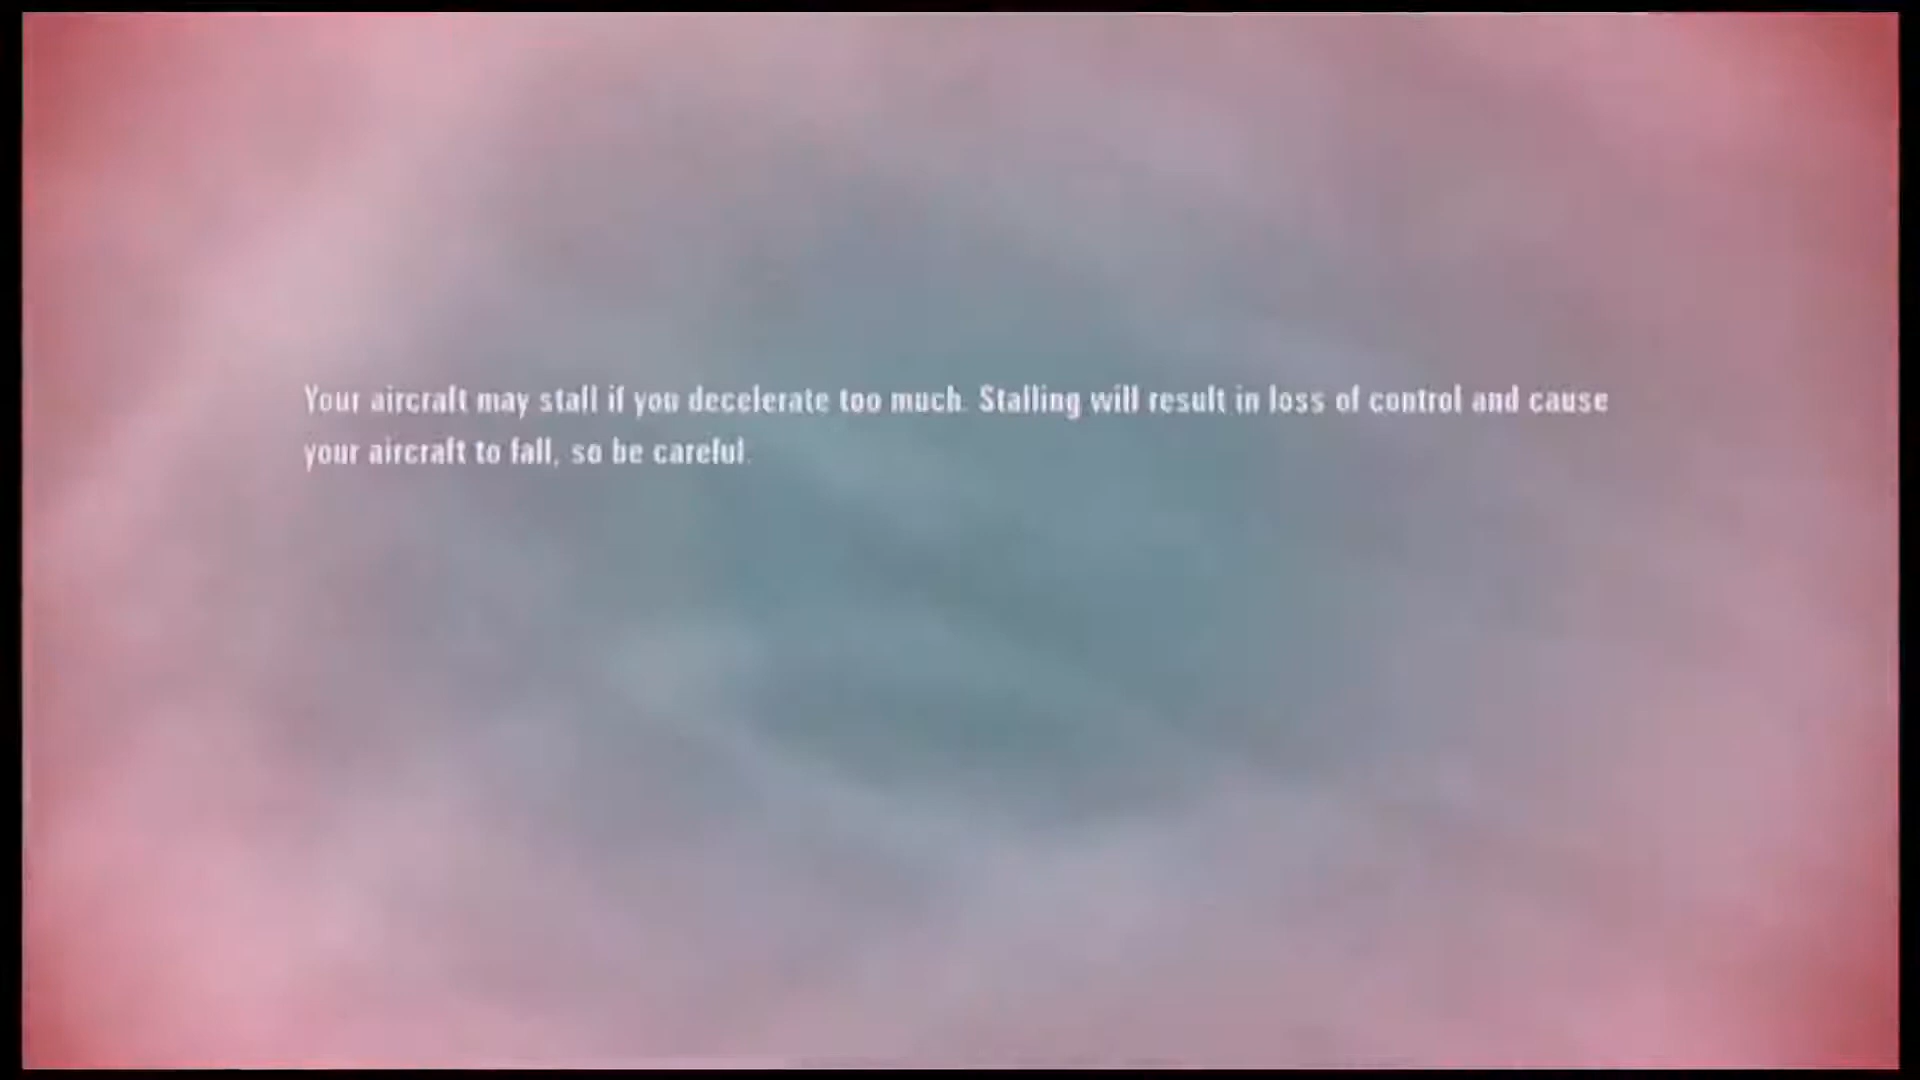 Your aircraft may stall if you decelerate too much. Stalling will result in loss of control and cause
your aircraft to fall, so be careful.